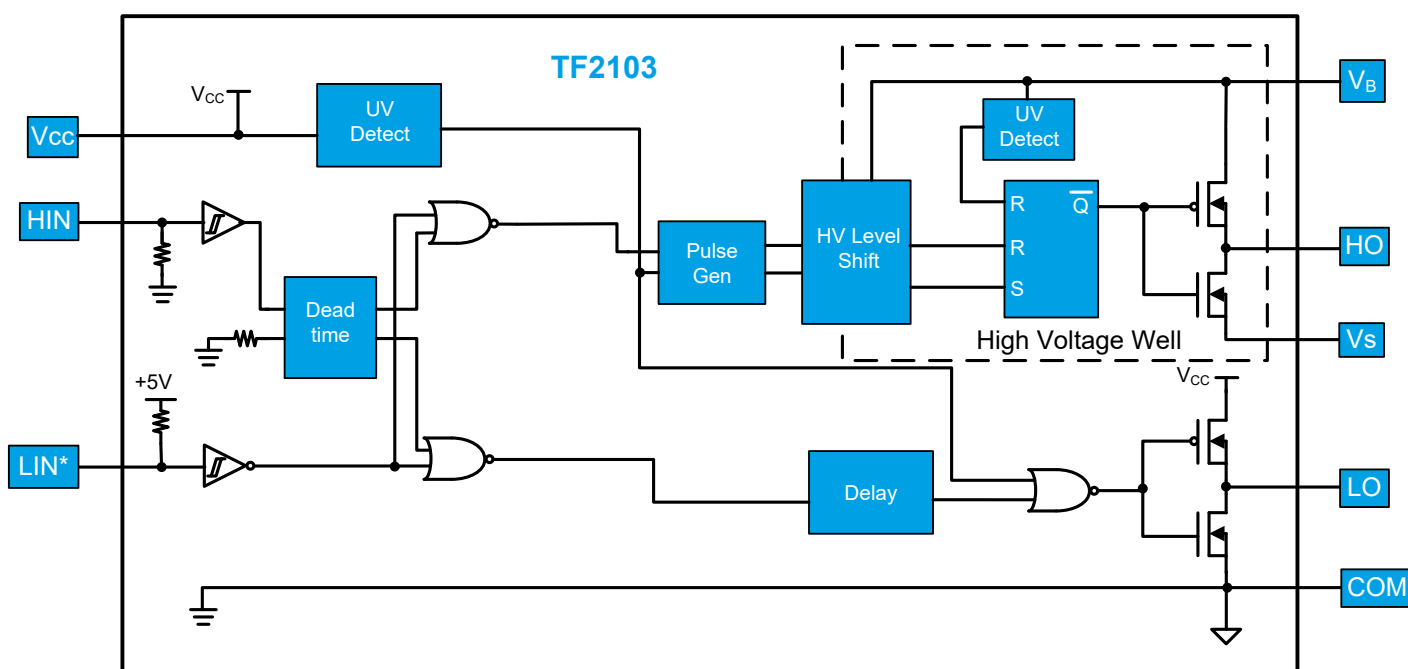 TF2103
VCC
Vcc
UV
Detect
VB
UV
Detect
HIN
R
Q
Pulse
Gen
HV Level
Shift
R
HO
S
Dead
time
High Voltage Well
Vs
+5V
VCC
LIN*
Delay
LO
COM